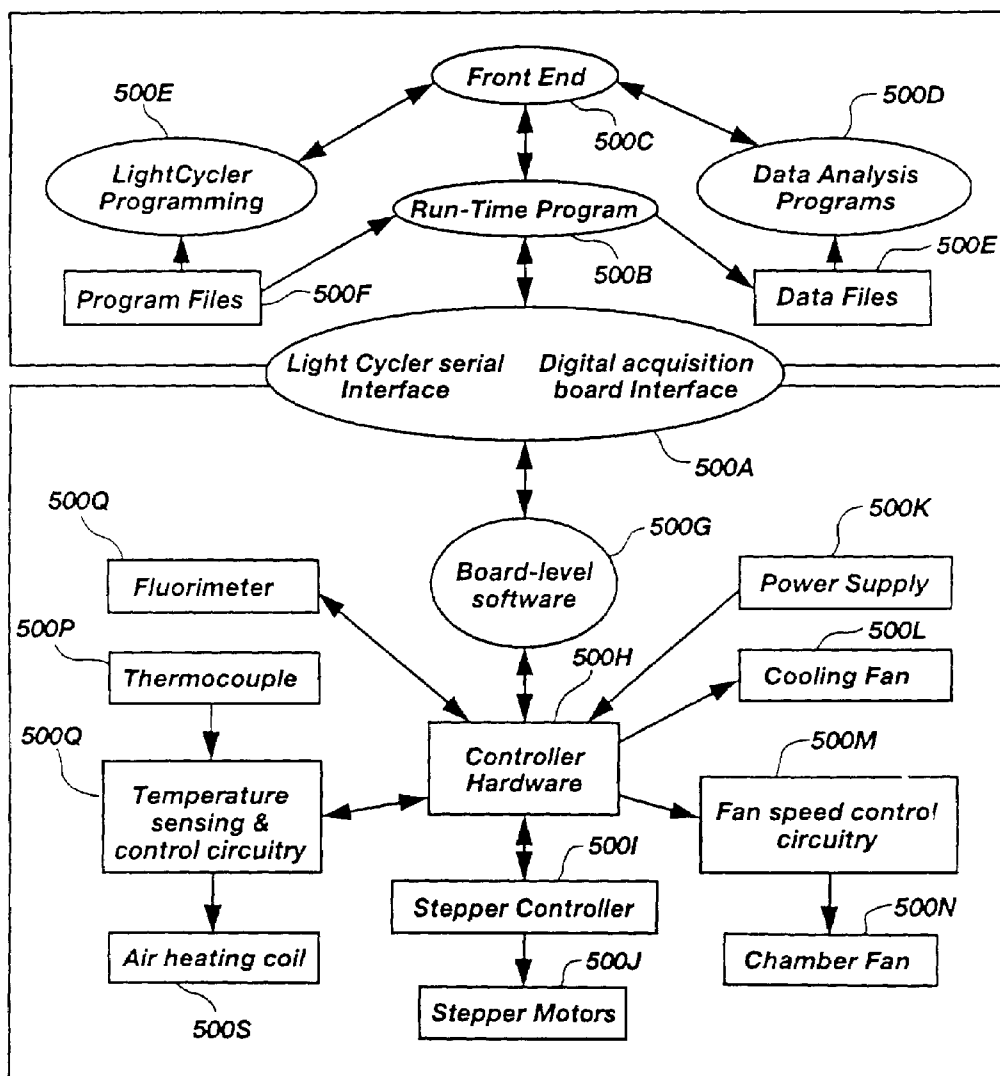 Front End
500C
500E
LightCycler
Programming
500D
Data Analysis
Programs
Run-Time Program
500B
Program Files
500F
500E
Data Files
Light Cycler serial
Interface
Digital acquisition
board Interface
500A
500Q
Fluorimeter
500G
Board-level
software
500K
Power Supply
500P
Thermocouple
500H
Controller
Hardware
500L
Cooling Fan
500Q
Temperature
sensing &
control circuitry
500M
Fan speed control
circuitry
500I
Stepper Controller
500N
Chamber Fan
Air heating coil
500S
500J
Stepper Motors